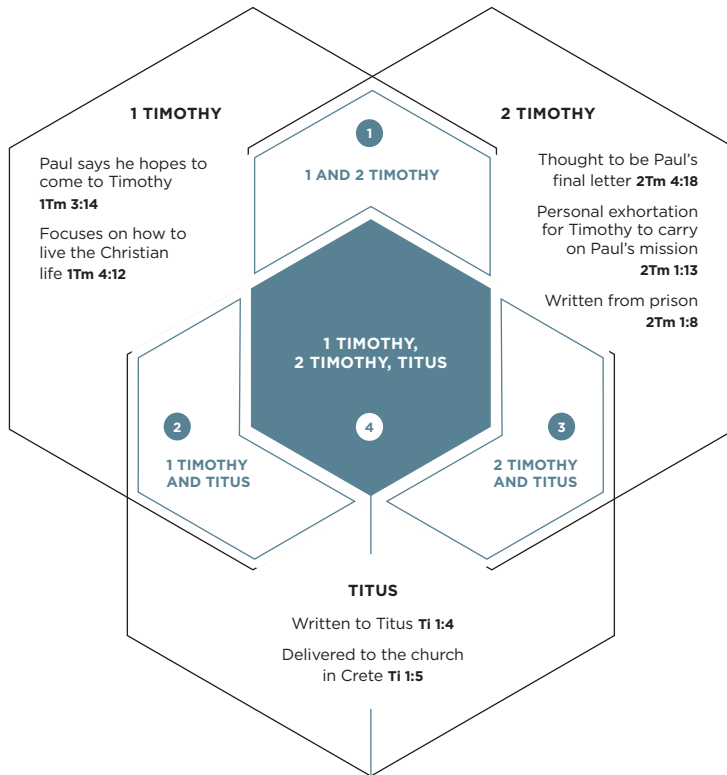 1 TIMOTHY
Paul says he hopes to
come to Timothy
1Tm 3:14
Focuses on how to
live the Christian
life 1Tm 4:12
1
1 AND 2 TIMOTHY
2 TIMOTHY
Thought to be Paul’s
final letter 2Tm 4:18
Personal exhortation
for Timothy to carry
on Paul’s mission
2Tm 1:13
Written from prison
2Tm 1:8
1 TIMOTHY,
2 TIMOTHY, TITUS
4
2
1 TIMOTHY
AND TITUS
3
2 TIMOTHY
AND TITUS
TITUS
Written to Titus Ti 1:4
Delivered to the church
in Crete Ti 1:5